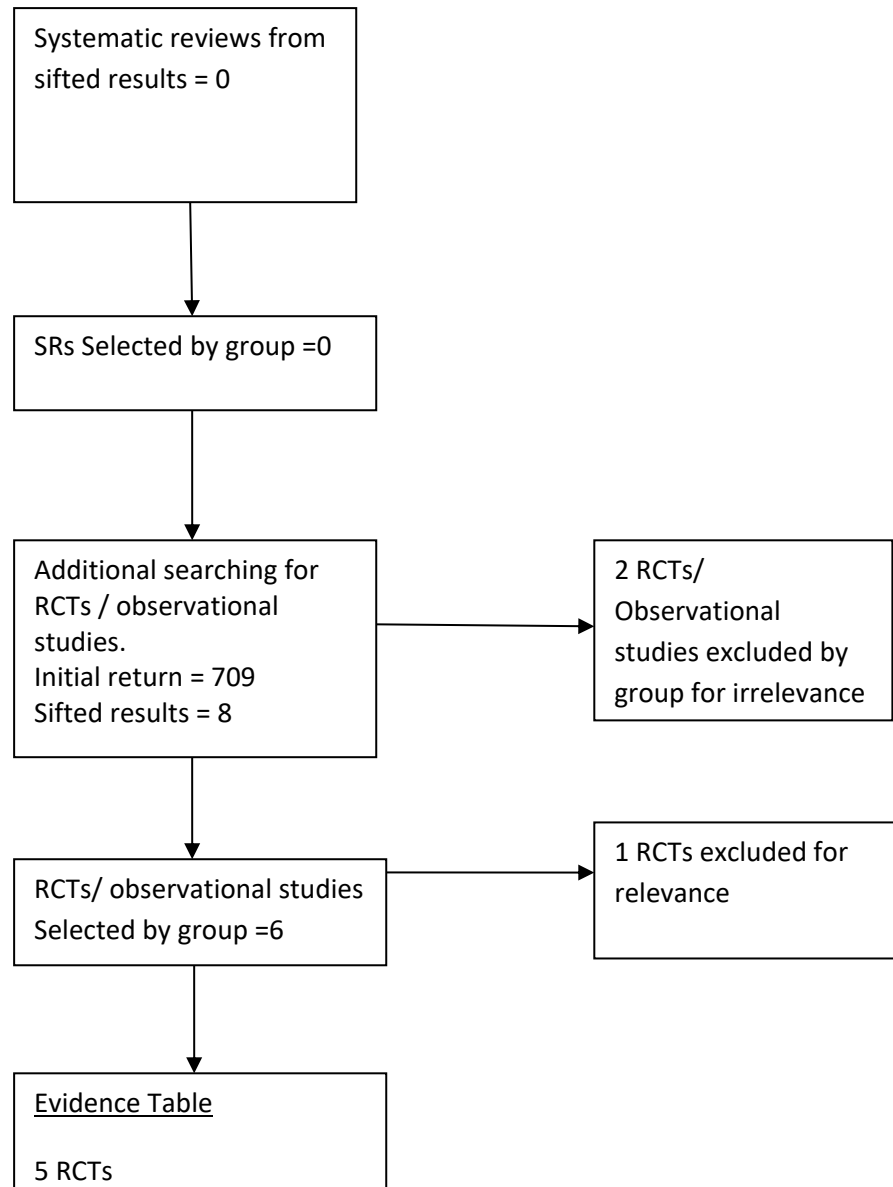 Systematic reviews from
sifted results = 0
SRs Selected by group =0
Additional searching for
RCTs / observational
studies.
Initial return = 709
Sifted results = 8
2 RCTs/
Observational
studies excluded by
group for irrelevance
RCTs/ observational studies
Selected by group =6
1 RCTs excluded for
relevance
Evidence Table
5 RCTs